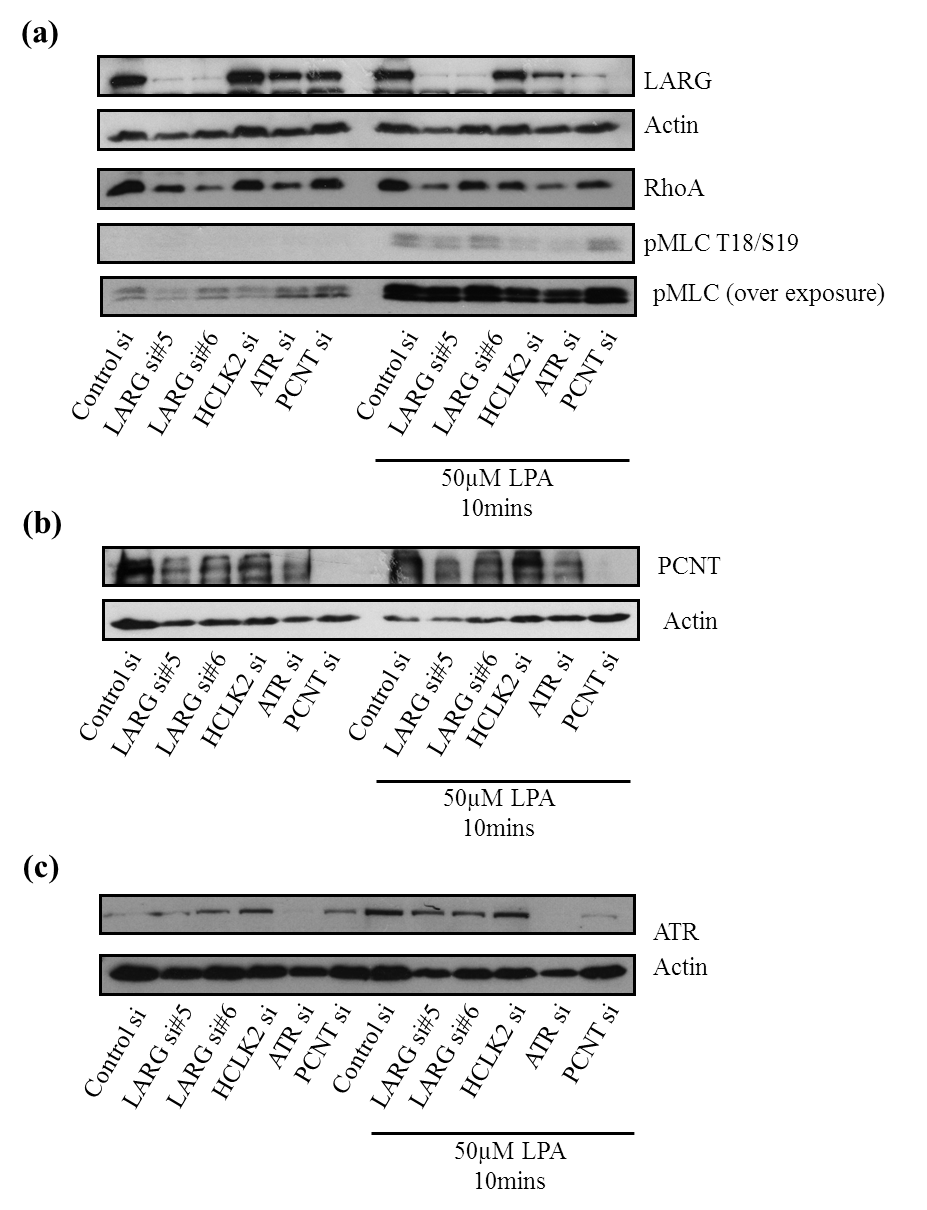 (a)
LARG
Actin
RhoA
pMLC T18/S19
pMLC (over exposure)
Control si
LARG si#5
LARG si#6
HCLK2 si
ATR si
PCNT si
Control si
LARG si#5
LARG si#6
HCLK2 si
ATR si
PCNT si
50µM LPA
10mins
(b)
PCNT
Actin
Control si
LARG si#5
LARG si#6
HCLK2 si
ATR si
PCNT si
Control si
LARG si#5
LARG si#6
HCLK2 si
ATR si
PCNT si
50µM LPA
10mins
(c)
ATR
Actin
Control si
LARG si#5
LARG si#6
HCLK2 si
ATR si
PCNT si
Control si
LARG si#5
LARG si#6
HCLK2 si
ATR si
PCNT si
50µM LPA
10mins